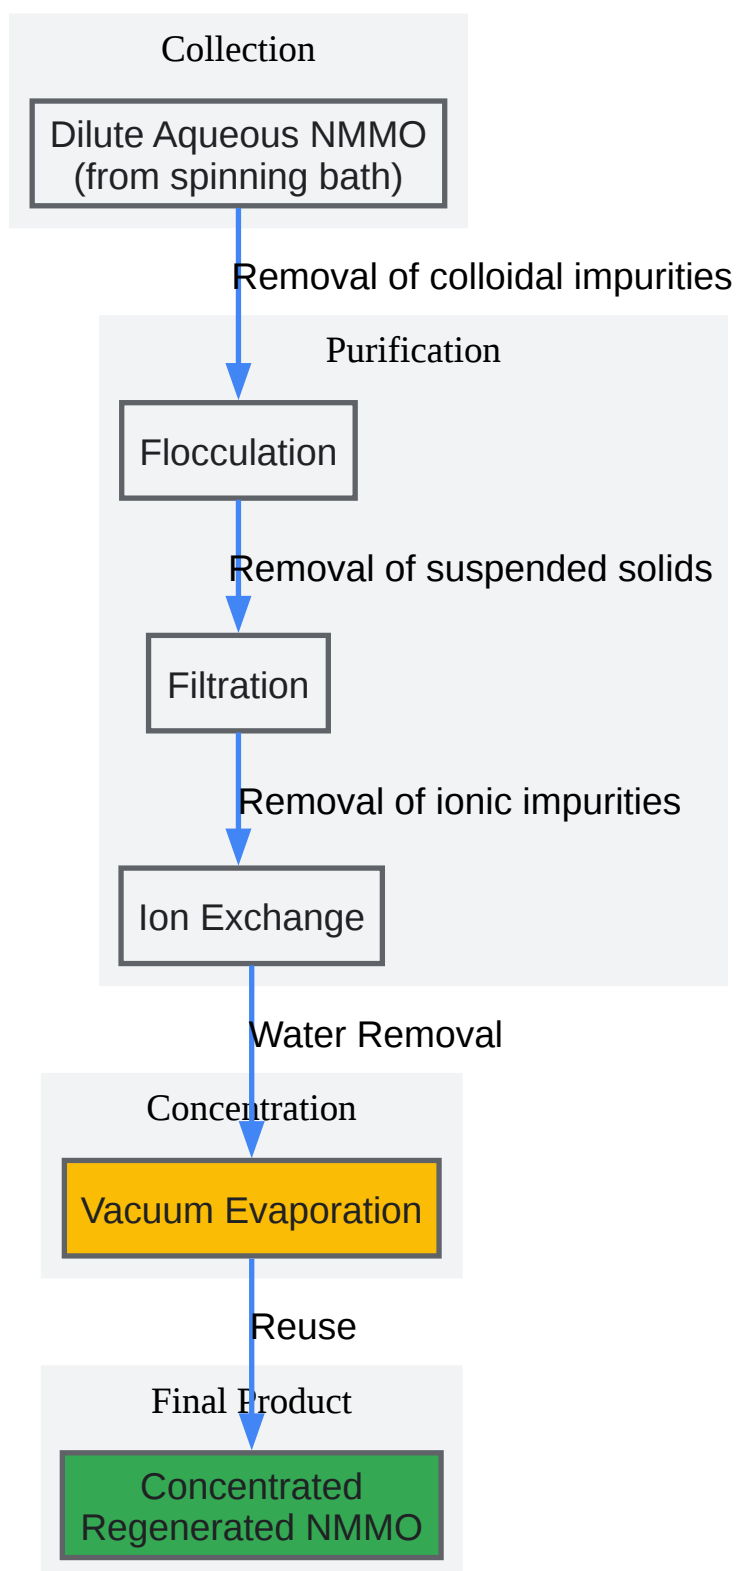 Collection
Dilute Aqueous NMMO
(from spinning bath)
Removal of colloidal impurities
Purification
Flocculation
Removal of suspended solids
Filtration
Removal of ionic impurities
Ion Exchange
Water Removal
Concentration
Vacuum Evaporation
Reuse
Final Product
Concentrated
Regenerated NMMO